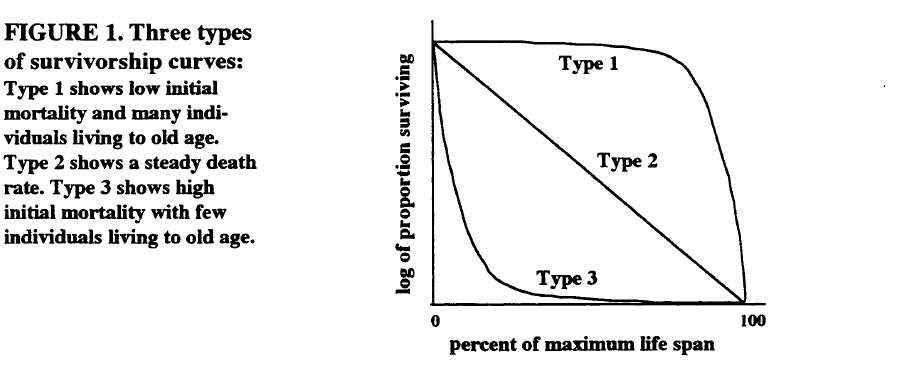 FIGURE 1. Three types
of survivorship curves:
Type 1 shows low initial
mortality and many indi-
viduals living to old age.
Type 2 shows a steady death
rate. Type 3 shows high
initial mortality with few
individuals living to old age.
log of proportion surviving
Type 1
Type 2
Type 3
0
100
percent of maximum life span